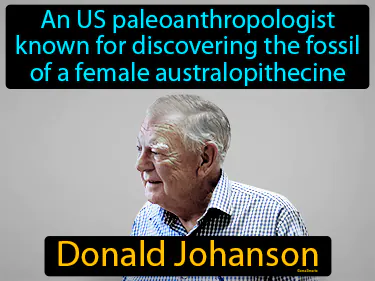 An US paleoanthropologist
known for discovering the fossil
of a female australopithecine
Donald Johanson